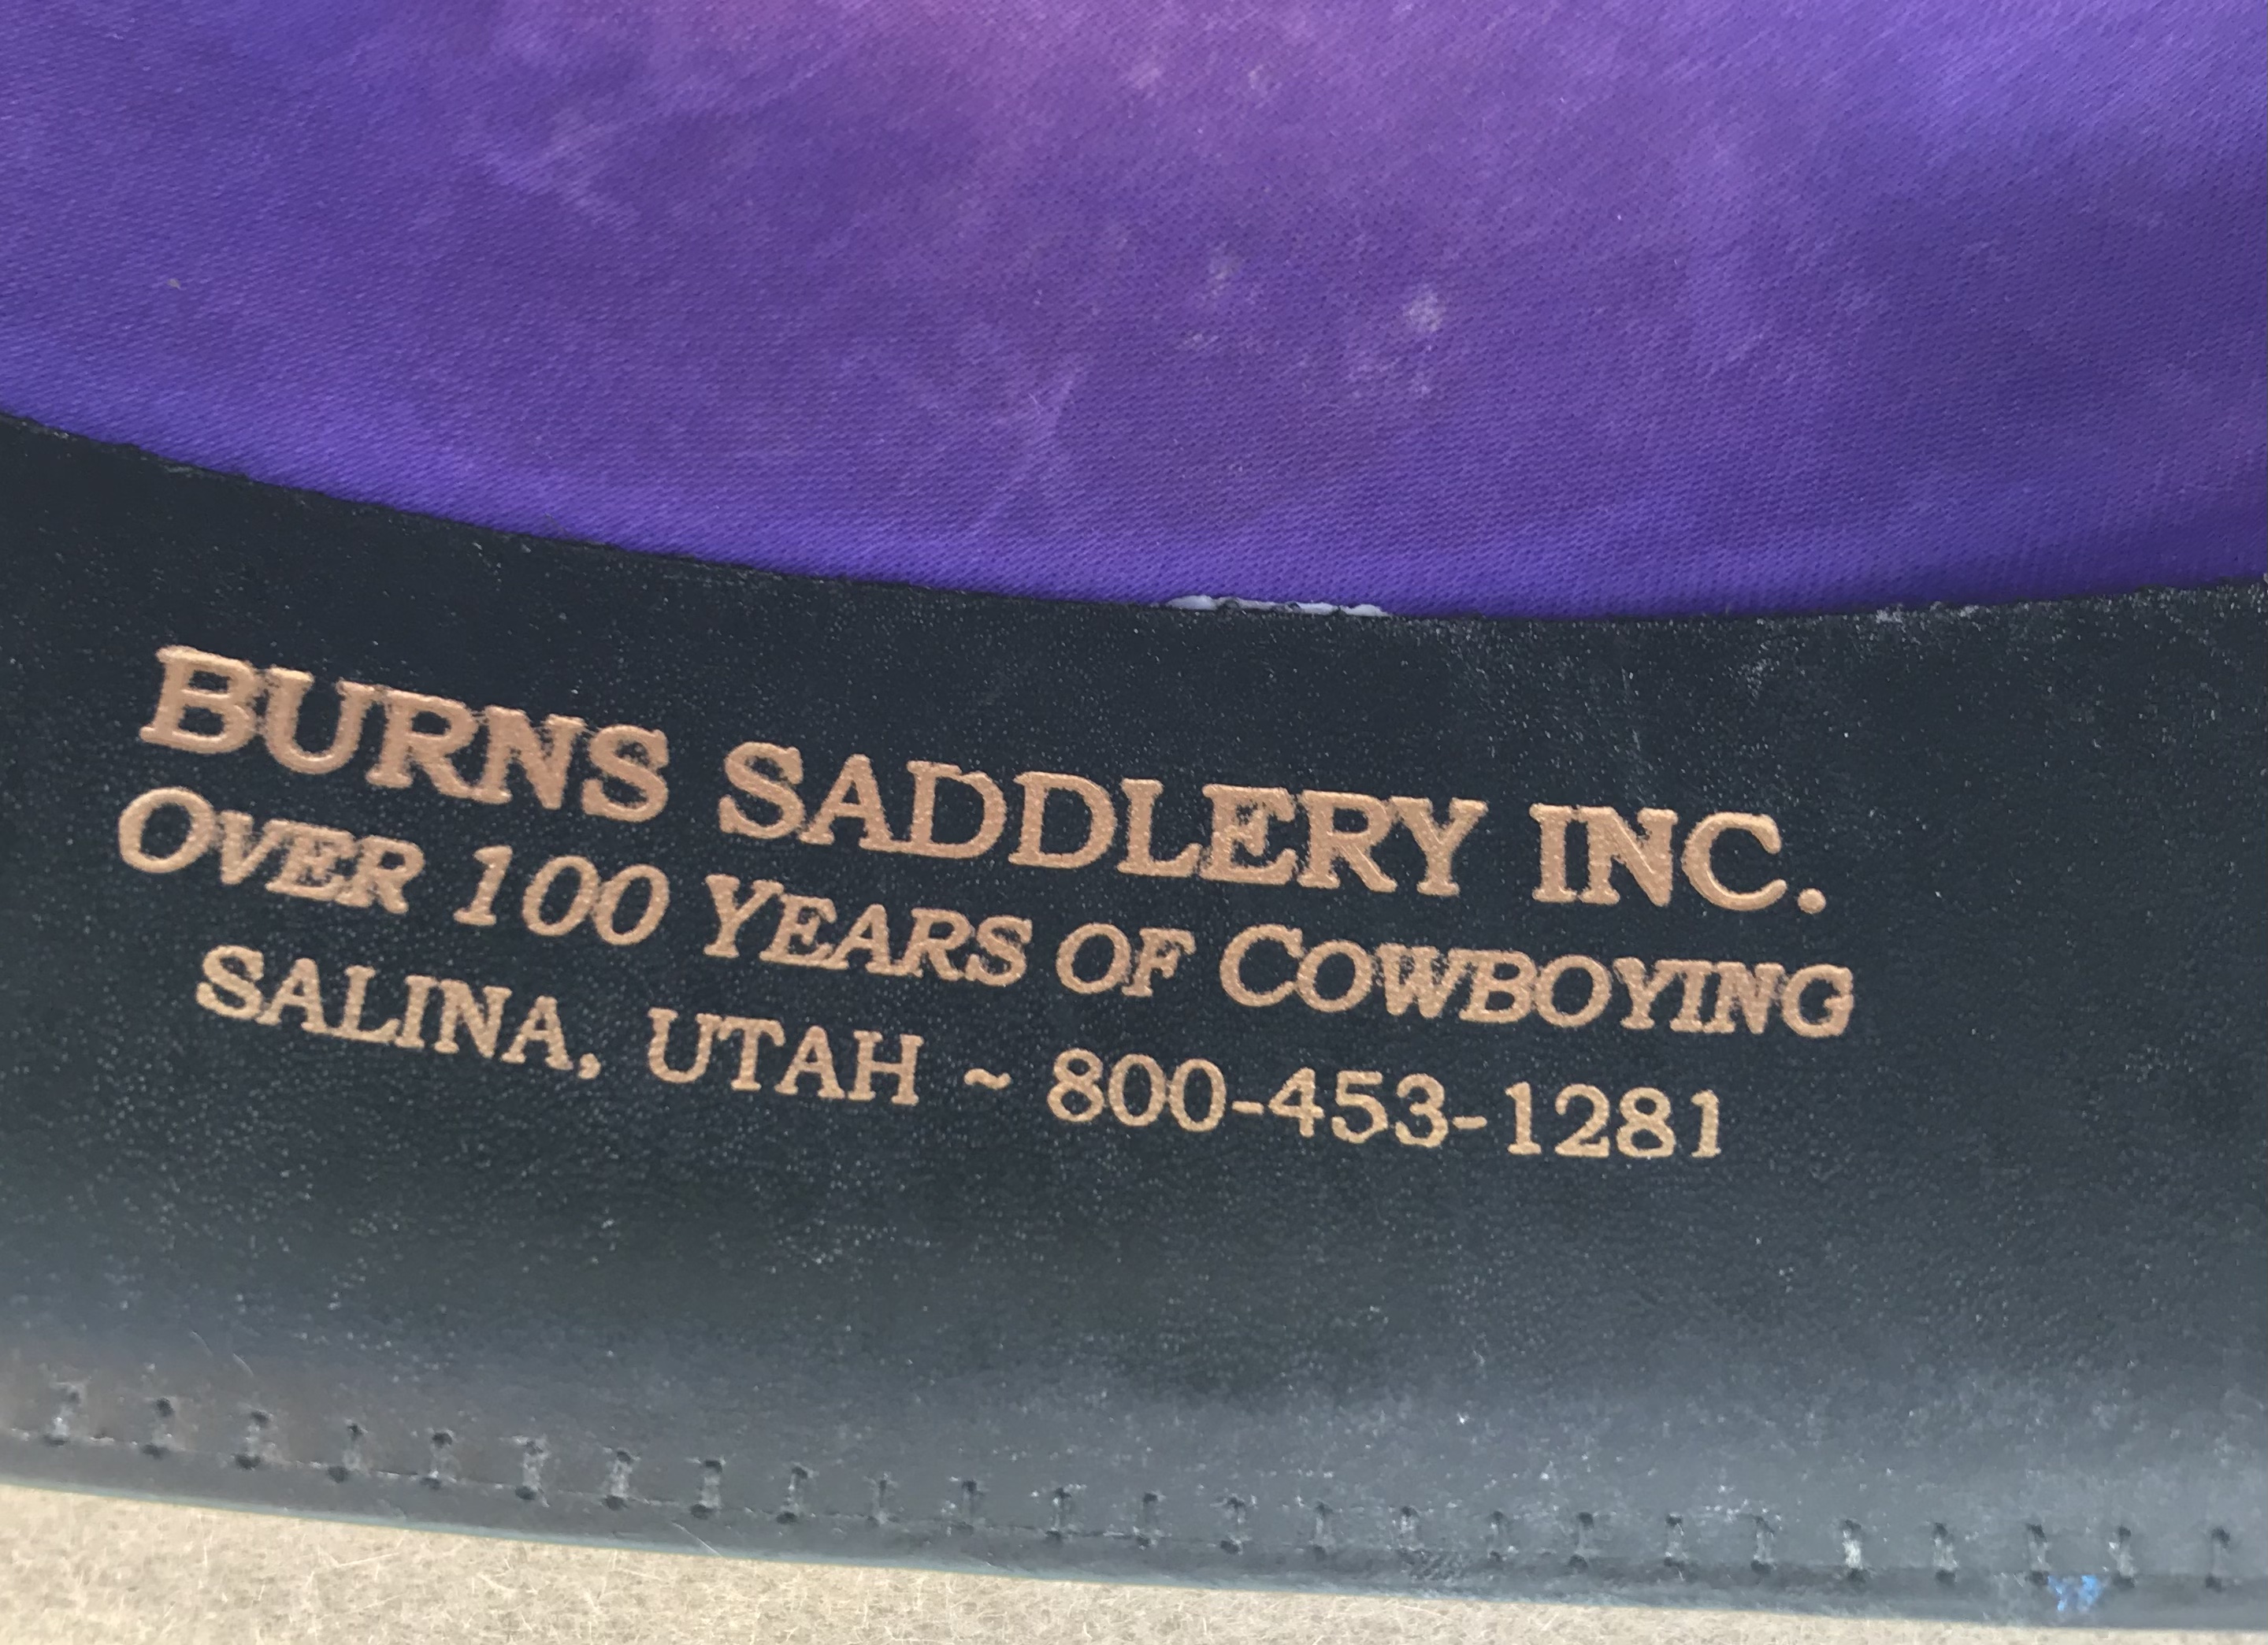 BURNS SADDLERY INC.
OVER 100 YEARS OF COWBOYING
SALINA, UTAH ~ 800-453-1281